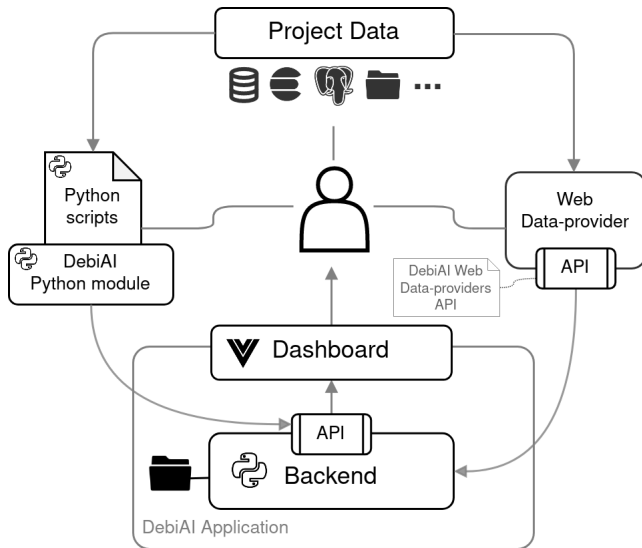 Project Data
Python
scripts
DebiAI
Python module
Web
Data-provider
API
DebiAI Web
Data-providers
API
Dashboard
API
Backend
DebiAI Application